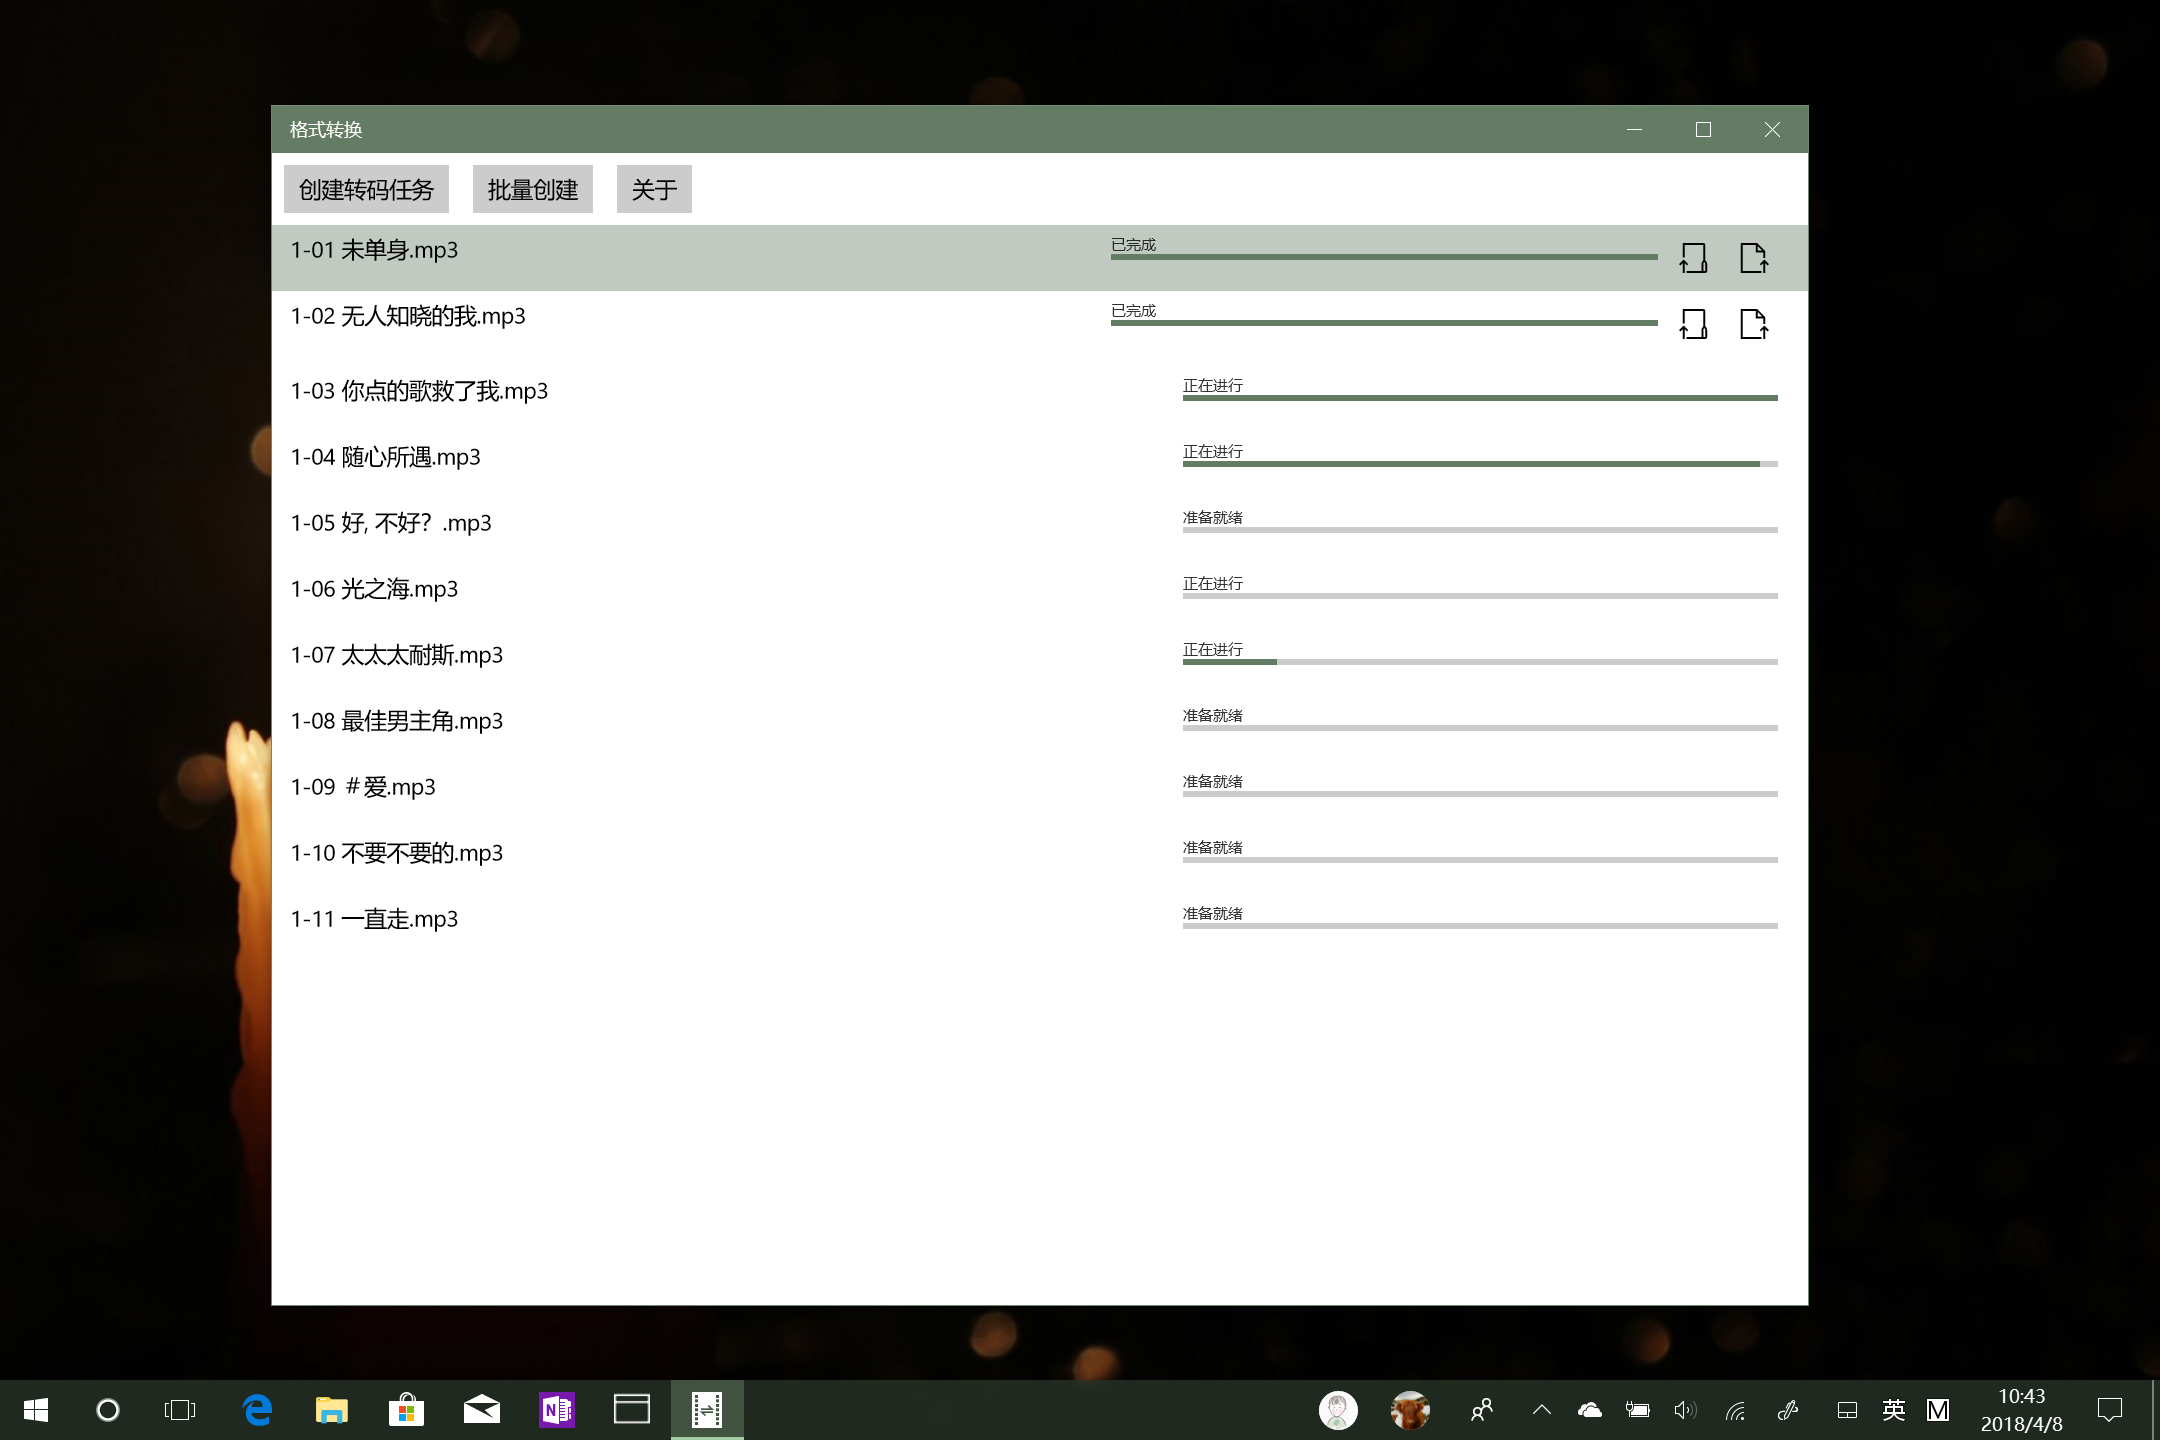 格式转换
创建转码任务 批量创建 关于
1-01 未单身.mp3 已完成
1-02 无人知晓的我.mp3 已完成
1-03 你点的歌救了我.mp3 正在进行
1-04 随心所遇.mp3 正在进行
1-05 好, 不好？.mp3 准备就绪
1-06 光之海.mp3 正在进行
1-07 太太太耐斯.mp3 正在进行
1-08 最佳男主角.mp3 准备就绪
1-09 ＃爱.mp3 准备就绪
1-10 不要不要的.mp3 准备就绪
1-11 一直走.mp3 准备就绪
N 英 M 10:43
2018/4/8